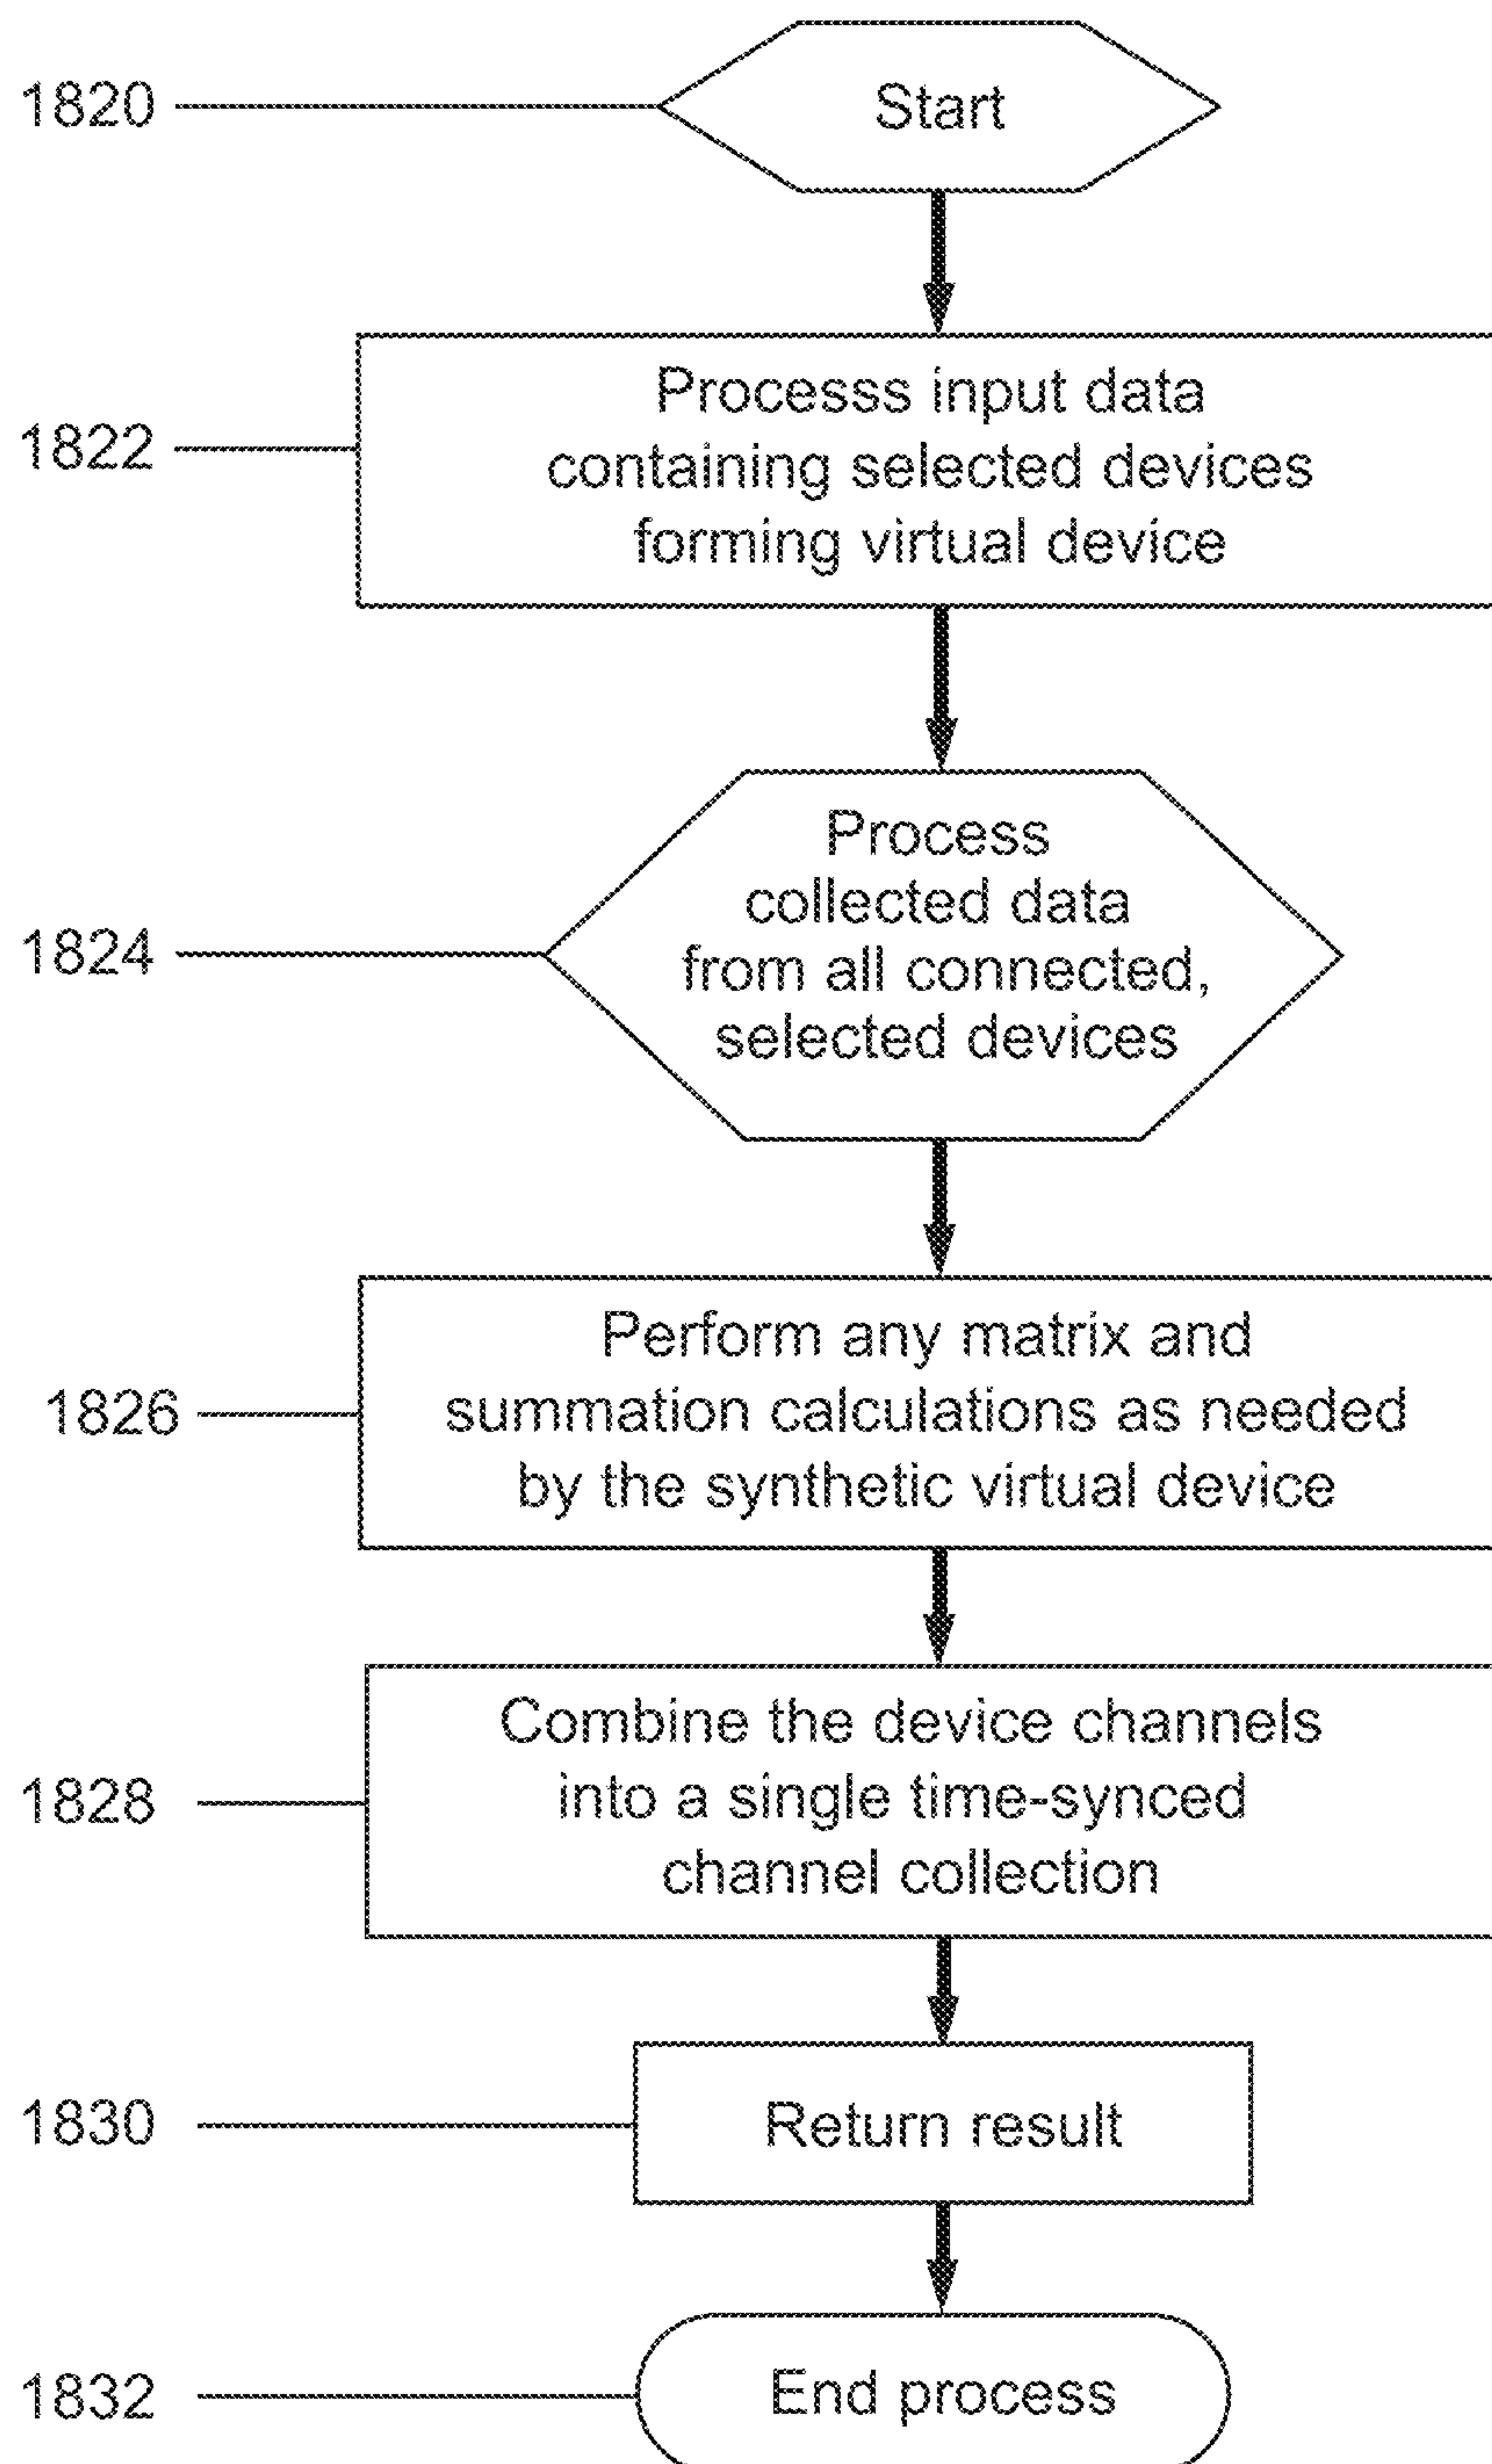 1820
Start
1822
Processs input data
containing selected devices
forming virtual device
1824
Process
collected data
from all connected,
selected devices
1826
Perform any matrix and
summation calculations as needed
by the synthetic virtual device
1828
Combine the device channels
into a single time-synced
channel collection
1830
Return result
1832
End process